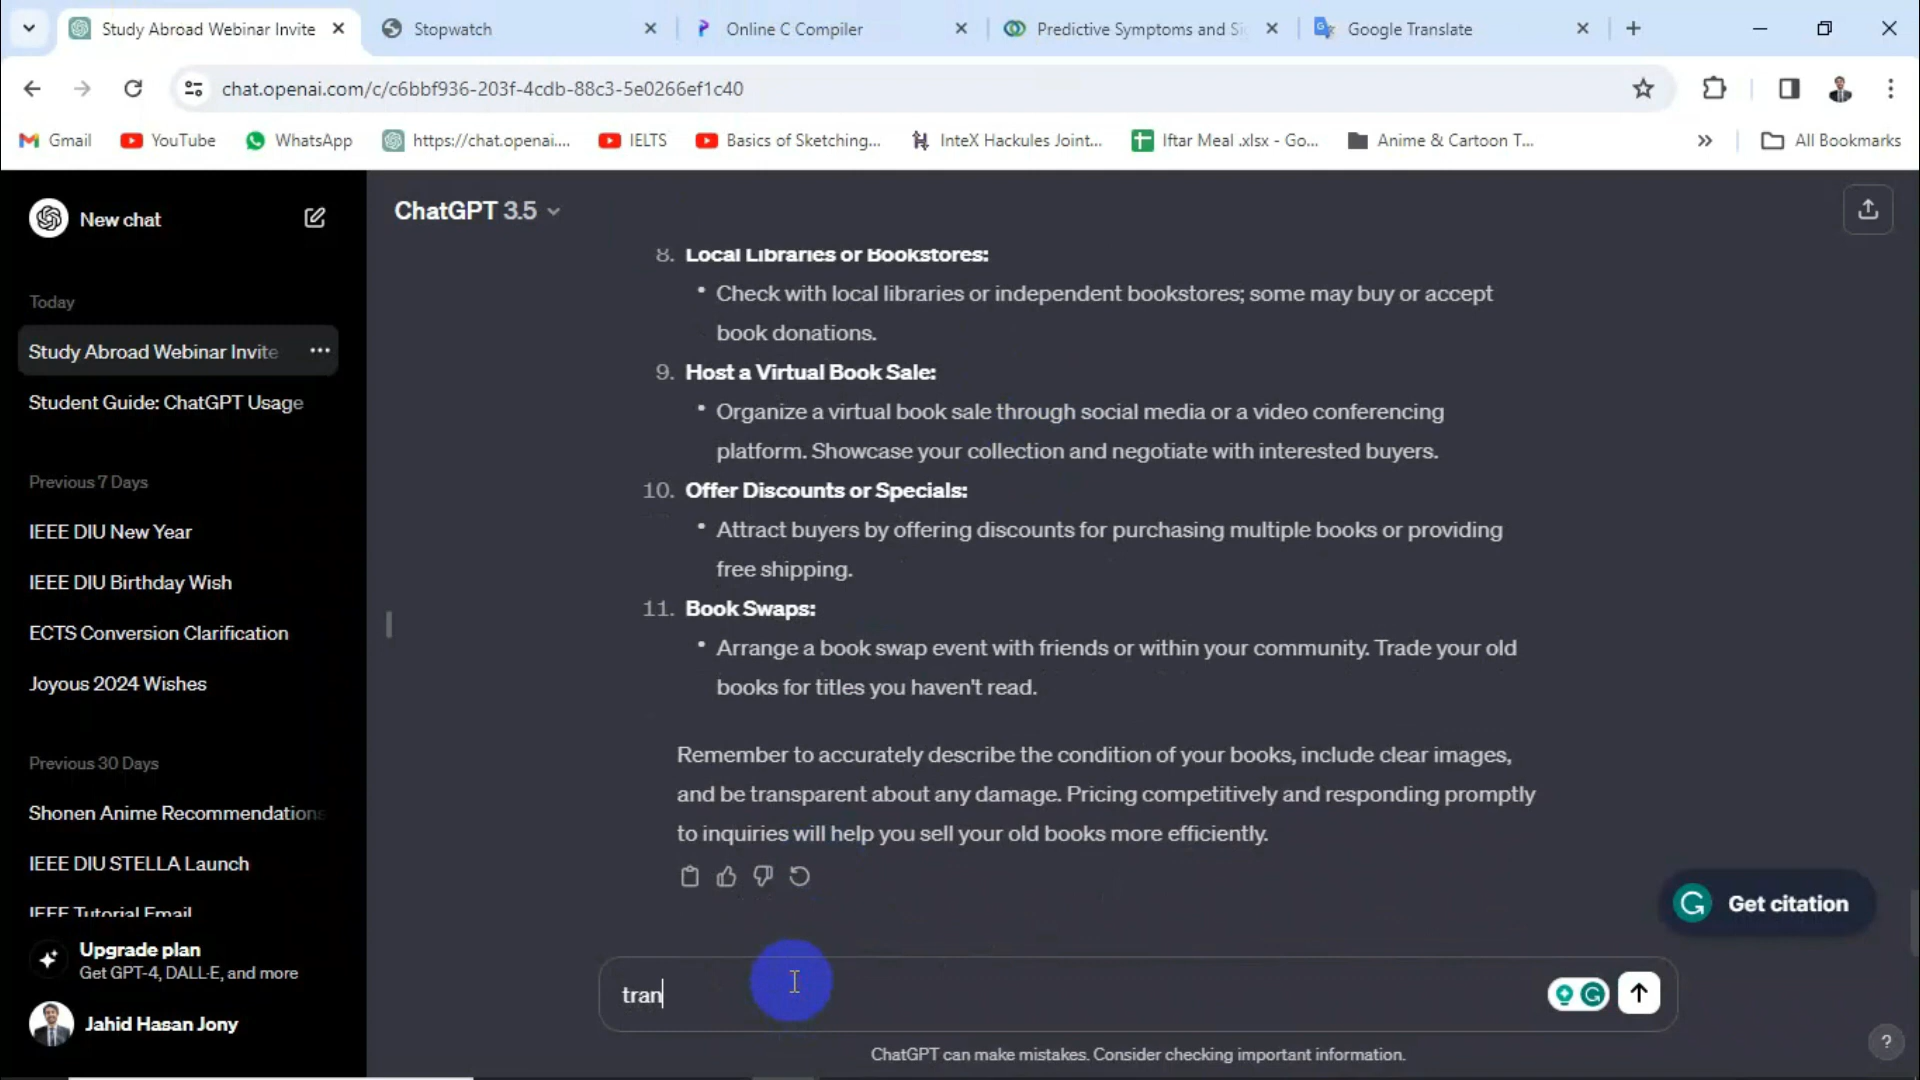 Study Abroad Webinar Invite
Stopwatch
Online C Compiler
Predictive Symptoms and Si
Google Translate
chat.openai.com/c/c6bbf936-203f-4cdb-88c3-5e0266ef1c40
Gmail
YouTube
WhatsApp
https://chat.openai....
IELTS
Basics of Sketching...
InteX Hackules Joint...
Iftar Meal .xlsx - Go...
Anime & Cartoon T...
All Bookmarks
New chat
Today
Study Abroad Webinar Invite
Student Guide: ChatGPT Usage
Previous 7 Days
IEEE DIU New Year
IEEE DIU Birthday Wish
ECTS Conversion Clarification
Joyous 2024 Wishes
Previous 30 Days
Shonen Anime Recommendations
IEEE DIU STELLA Launch
IEEE Tutorial Email
Upgrade plan
Get GPT-4, DALL·E, and more
Jahid Hasan Jony
ChatGPT 3.5
8. Local Libraries or Bookstores:
• Check with local libraries or independent bookstores; some may buy or accept
book donations.
9. Host a Virtual Book Sale:
• Organize a virtual book sale through social media or a video conferencing
platform. Showcase your collection and negotiate with interested buyers.
10. Offer Discounts or Specials:
• Attract buyers by offering discounts for purchasing multiple books or providing
free shipping.
11. Book Swaps:
• Arrange a book swap event with friends or within your community. Trade your old
books for titles you haven't read.
Remember to accurately describe the condition of your books, include clear images,
and be transparent about any damage. Pricing competitively and responding promptly
to inquiries will help you sell your old books more efficiently.
Get citation
tran
ChatGPT can make mistakes. Consider checking important information.
?